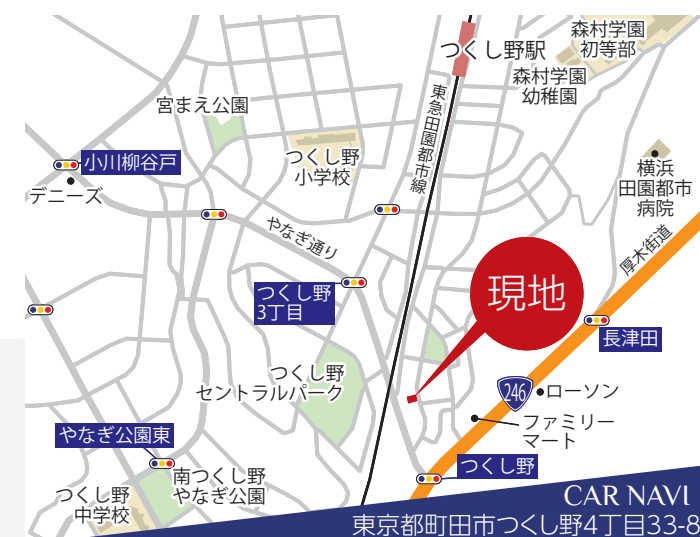 森村学園
初等部
つくし野駅
森村学園
幼稚園
宮まえ公園
東急田園都市線
小川柳谷戸
つくし野
小学校
横浜
田園都市
病院
デニーズ
やなぎ通り
厚木街道
現地
つくし野
3丁目
長津田
つくし野
セントラルパーク
246
ローソン
ファミリー
マート
やなぎ公園東
つくし野
南つくし野
やなぎ公園
つくし野
中学校
CAR NAVI
東京都町田市つくし野4丁目33-8